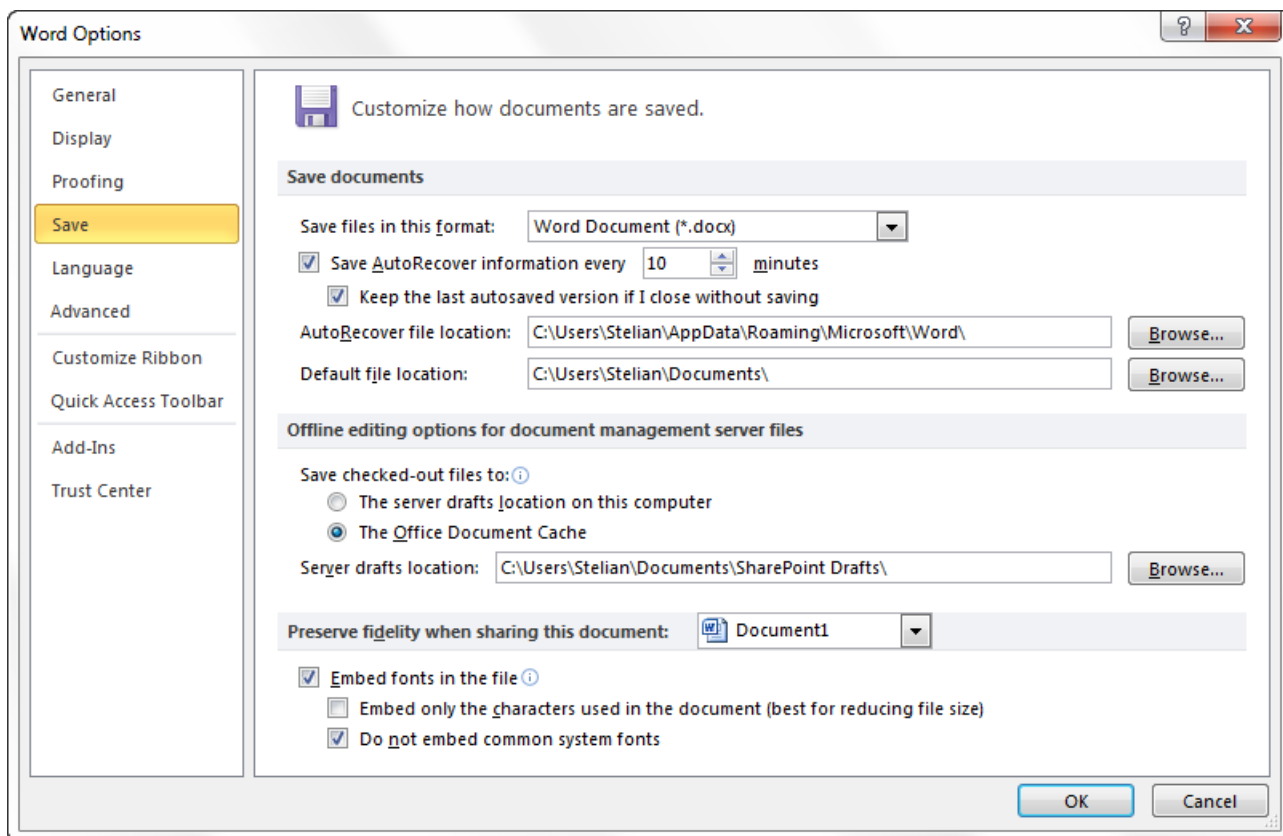 Word Options
General
Display
Proofing
Save
Language
Advanced
Customize Ribbon
Quick Access Toolbar
Add-Ins
Trust Center
Customize how documents are saved.
Save documents
Save files in this format: Word Document (*.docx)
Save AutoRecover information every 10 minutes
Keep the last autosaved version if I close without saving
AutoRecover file location: C:\Users\Stelian\AppData\Roaming\Microsoft\Word\ Browse...
Default file location: C:\Users\Stelian\Documents\ Browse...
Offline editing options for document management server files
Save checked-out files to:
The server drafts location on this computer
The Office Document Cache
Server drafts location: C:\Users\Stelian\Documents\SharePoint Drafts\ Browse...
Preserve fidelity when sharing this document: Document1
Embed fonts in the file
Embed only the characters used in the document (best for reducing file size)
Do not embed common system fonts
OK Cancel